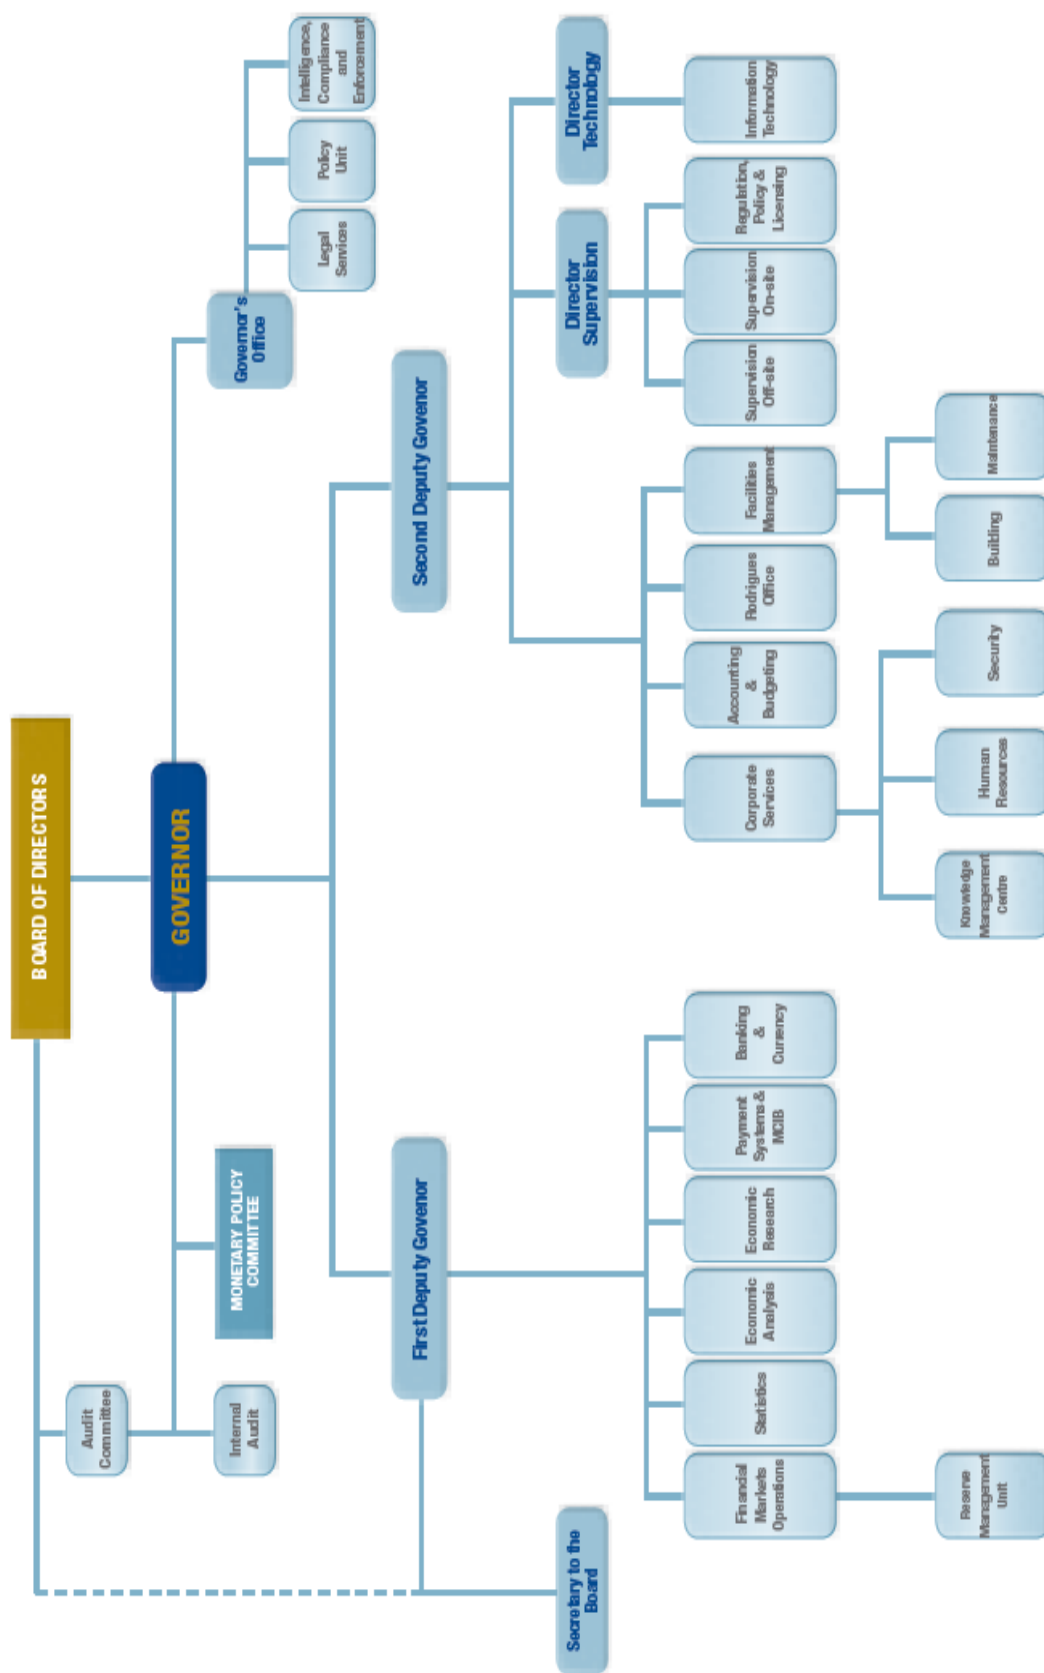 BOARD OF DIRECTORS
GOVERNOR
Audit
Committee
Internal
Audit
MONETARY POLICY
COMMITTEE
Governor's
Office
Legal
Services
Policy
Unit
Intelligence,
Compliance
and
Enforcement
First Deputy Govenor
Second Deputy Govenor
Secretary to the
Board
Director
Supervision
Director
Technology
Financial
Markets
Operations
Statistics
Economic
Analysis
Economic
Research
Payment
Systems &
MCIB
Banking
&
Currency
Corporate
Services
Accounting
&
Budgeting
Rodrigues
Office
Facilities
Management
Supervision
Off-site
Supervision
On-site
Regulation,
Policy &
Licensing
Information
Technology
Reserve
Management
Unit
Knowledge
Management
Centre
Human
Resources
Security
Building
Maintenance